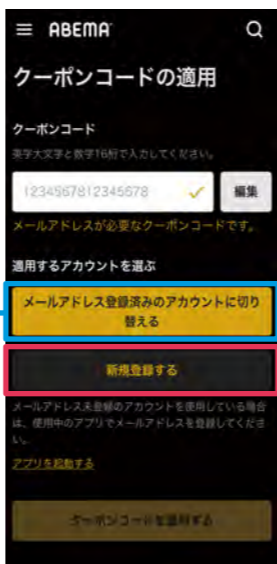 ABEMA
クーポンコードの適用
クーポンコード
英字大文字と数字16桁で入力してください。
1234567812345678
編集
メールアドレスが必要なクーポンコードです。
適用するアカウントを選ぶ
メールアドレス登録済みのアカウントに切り
替える
新規登録する
メールアドレス未登録のアカウントを使用している場合
は、使用中のアプリでメールアドレスを登録してくださ
い。
アプリを起動する
クーポンコードを適用する